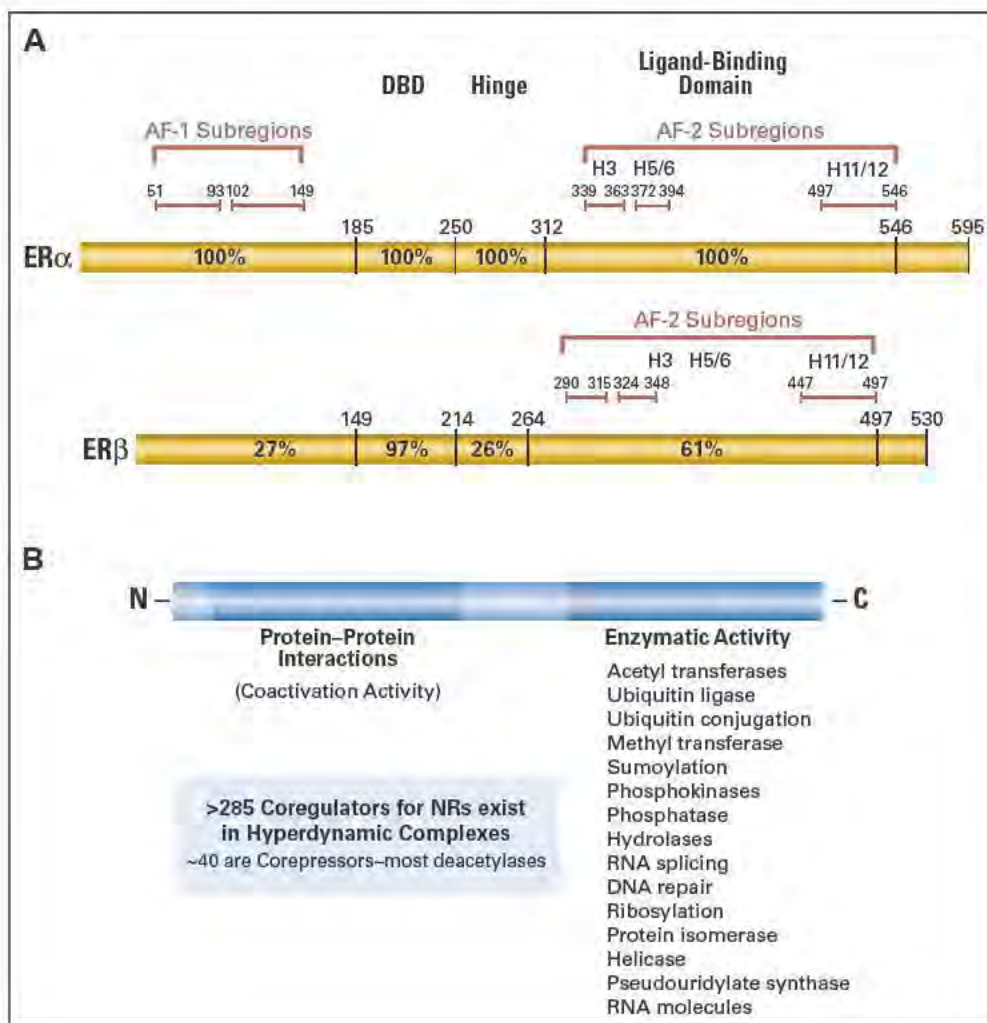 A
DBD Hinge Ligand-Binding
Domain
AF-1 Subregions AF-2 Subregions
H3 H5/6 H11/12
51 93 102 149 339 363 372 394 497 546
185 250 312 546 595
ERα 100% 100% 100% 100%
AF-2 Subregions
H3 H5/6 H11/12
290 315 324 348 447 497
149 214 264 497 530
ERβ 27% 97% 26% 61%
B
N – – C
Protein–Protein
Interactions
(Coactivation Activity)
>285 Coregulators for NRs exist
in Hyperdynamic Complexes
~40 are Corepressors–most deacetylases
Enzymatic Activity
Acetyl transferases
Ubiquitin ligase
Ubiquitin conjugation
Methyl transferase
Sumoylation
Phosphokinases
Phosphatase
Hydrolases
RNA splicing
DNA repair
Ribosylation
Protein isomerase
Helicase
Pseudouridylate synthase
RNA molecules